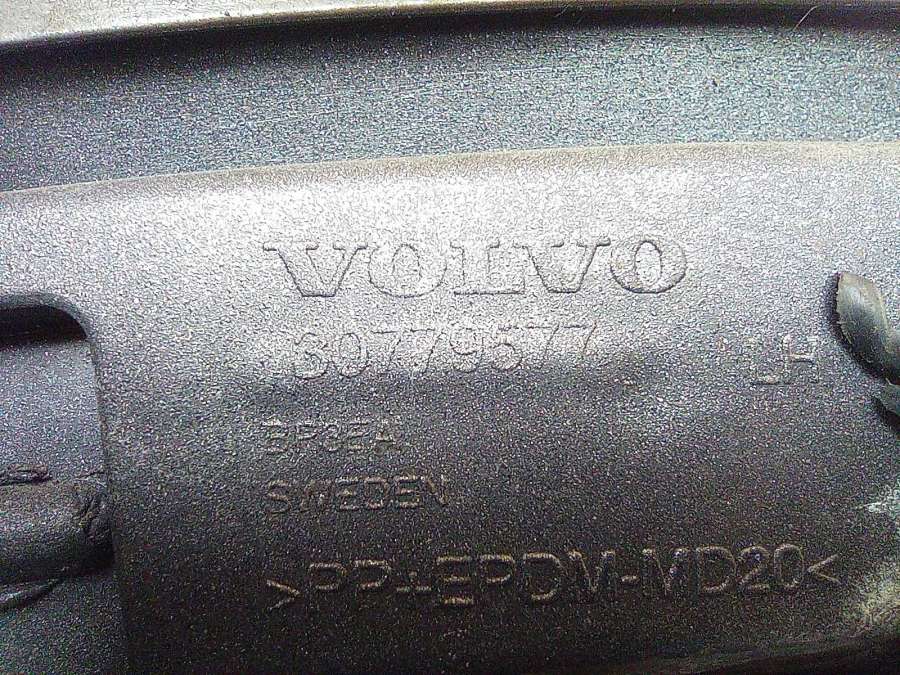 VOLVO
30779577
LH
BP3EA
SWEDEN
>PP+EPDM-MD20<